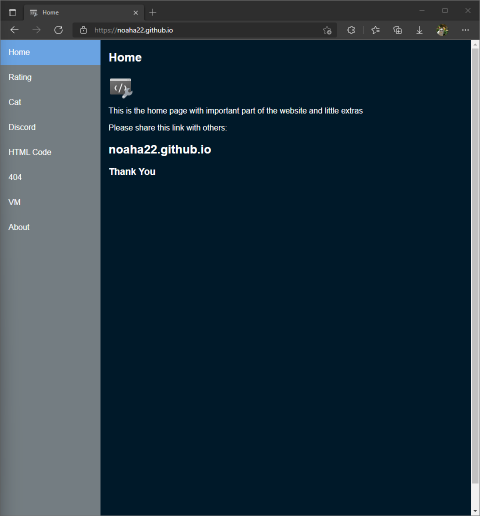 Home
https://noaha22.github.io
Home
Rating
Cat
Discord
HTML Code
404
VM
About
Home
</>
This is the home page with important part of the website and little extras
Please share this link with others:
noaha22.github.io
Thank You